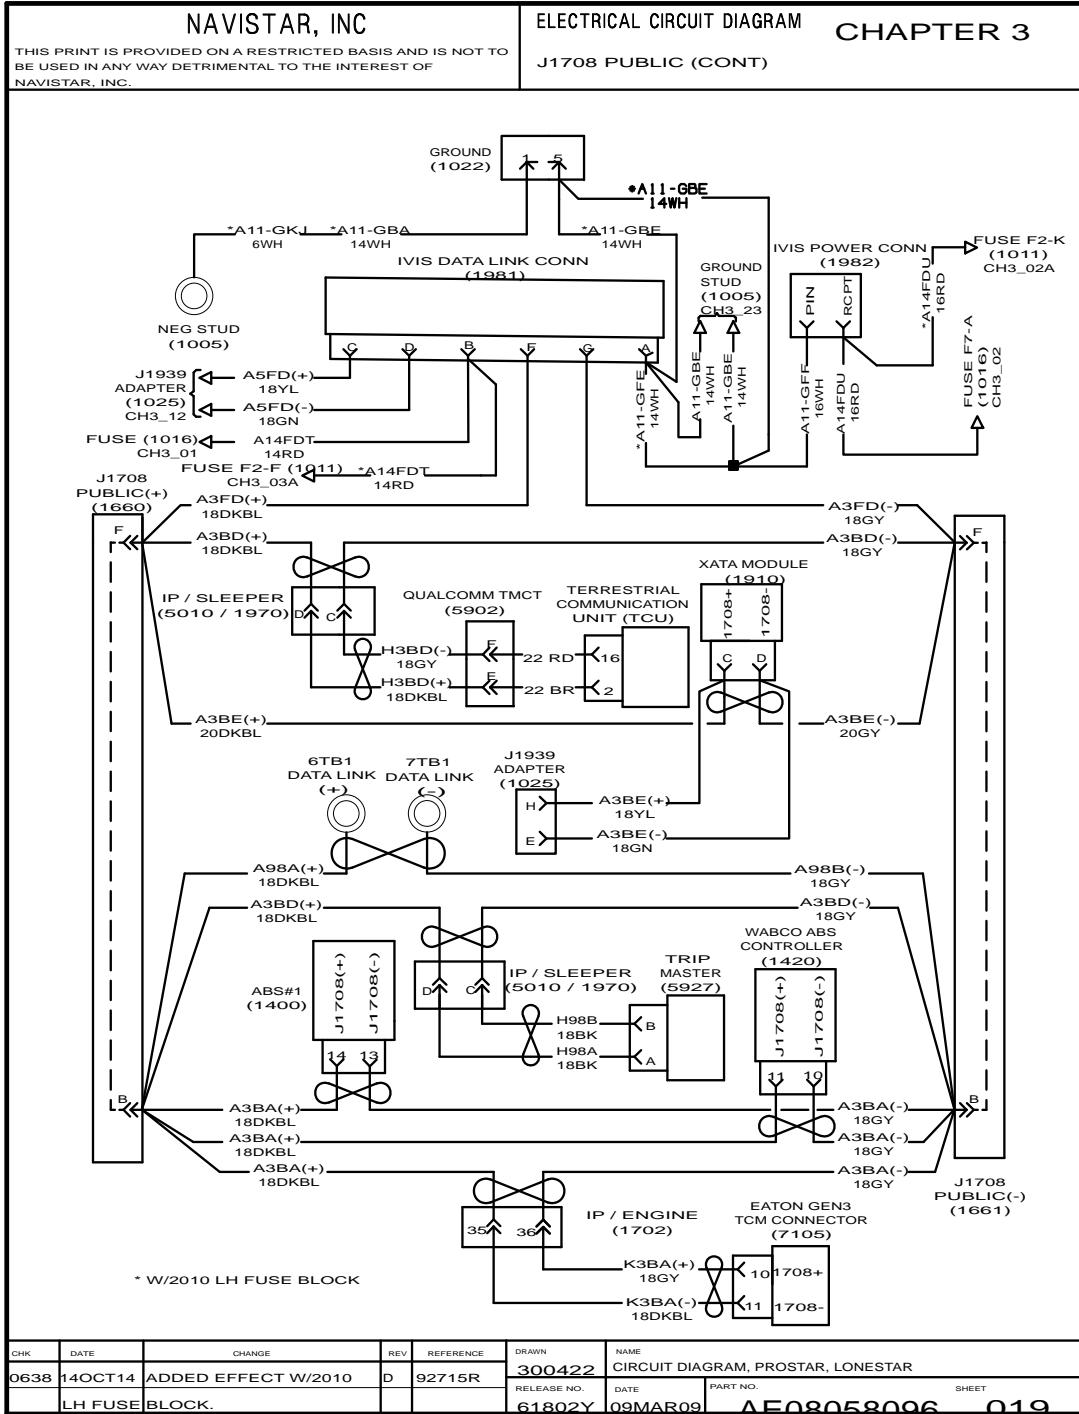 NAVISTAR, INC
THIS PRINT IS PROVIDED ON A RESTRICTED BASIS AND IS NOT TO
BE USED IN ANY WAY DETRIMENTAL TO THE INTEREST OF
NAVISTAR, INC.
ELECTRICAL CIRCUIT DIAGRAM
CHAPTER 3
J1708 PUBLIC (CONT)
GROUND
(1022)
1 5
*A11-GBE
14WH
*A11-GKJ
6WH
*A11-GBA
14WH
*A11-GBE
14WH
NEG STUD
(1005)
IVIS DATA LINK CONN
(1981)
C D B F G A
GROUND
STUD
(1005)
CH3_23
IVIS POWER CONN
(1982)
PIN
RCPT
*A14FDU
16RD
FUSE F2-K
(1011)
CH3_02A
FUSE F7-A
(1016)
CH3_02
J1939
ADAPTER
(1025)
CH3_12
A5FD(+)
18YL
A5FD(-)
18GN
FUSE (1016)
CH3_01
A14FDT
14RD
FUSE F2-F (1011)
CH3_03A
*A14FDT
14RD
*A11-GFE
14WH
A11-GBE
14WH
A11-GBE
14WH
A11-GFF
16WH
A14FDU
16RD
J1708
PUBLIC(+)
(1660)
F
A3FD(+)
18DKBL
A3FD(-)
18GY
F
A3BD(+)
18DKBL
A3BD(-)
18GY
IP / SLEEPER
(5010 / 1970)
D C
QUALCOMM TMCT
(5902)
F
E
TERRESTRIAL
COMMUNICATION
UNIT (TCU)
XATA MODULE
(1910)
1708+
1708-
C D
H3BD(-)
18GY
22 RD
16
H3BD(+)
18DKBL
22 BR
2
A3BE(+)
20DKBL
A3BE(-)
20GY
6TB1
DATA LINK
(+)
7TB1
DATA LINK
(-)
J1939
ADAPTER
(1025)
H
E
A3BE(+)
18YL
A3BE(-)
18GN
A98A(+)
18DKBL
A98B(-)
18GY
A3BD(+)
18DKBL
A3BD(-)
18GY
ABS#1
(1400)
J1708(+)
J1708(-)
14 13
IP / SLEEPER
(5010 / 1970)
D C
TRIP
MASTER
(5927)
B
A
WABCO ABS
CONTROLLER
(1420)
J1708(+)
J1708(-)
11 10
H98B
18BK
H98A
18BK
B
B
A3BA(+)
18DKBL
A3BA(-)
18GY
A3BA(+)
18DKBL
A3BA(-)
18GY
A3BA(+)
18DKBL
A3BA(-)
18GY
J1708
PUBLIC(-)
(1661)
IP / ENGINE
(1702)
35 36
EATON GEN3
TCM CONNECTOR
(7105)
K3BA(+)
18GY
10 1708+
K3BA(-)
18DKBL
11 1708-
* W/2010 LH FUSE BLOCK
CHK DATE CHANGE REV REFERENCE
0638 14OCT14 ADDED EFFECT W/2010 D 92715R
LH FUSE BLOCK.
DRAWN
300422
NAME
CIRCUIT DIAGRAM, PROSTAR, LONESTAR
RELEASE NO.
61802Y
DATE
09MAR09
PART NO.
AE08058096
SHEET
019